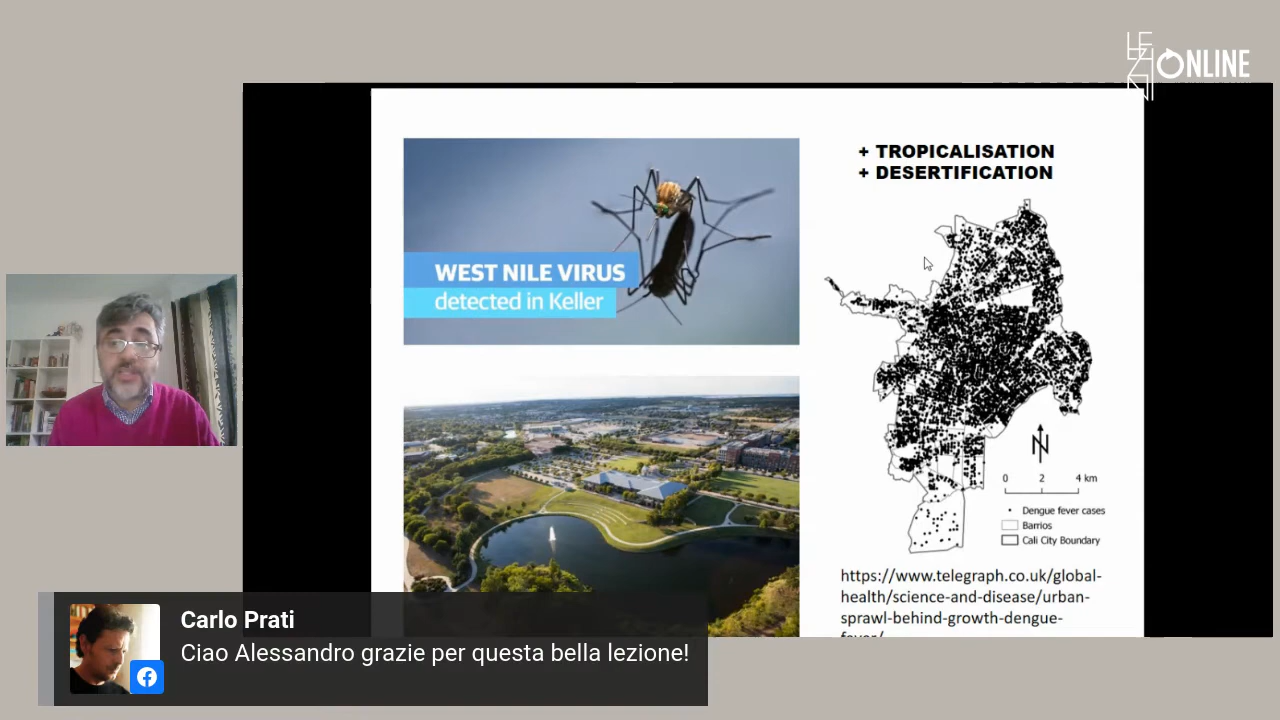 LEZIONI ONLINE
+ TROPICALISATION
+ DESERTIFICATION
WEST NILE VIRUS
detected in Keller
N
0 2 4 km
Dengue fever cases
Barrios
Cali City Boundary
https://www.telegraph.co.uk/global-
health/science-and-disease/urban-
sprawl-behind-growth-dengue-
fever/
Carlo Prati
Ciao Alessandro grazie per questa bella lezione!